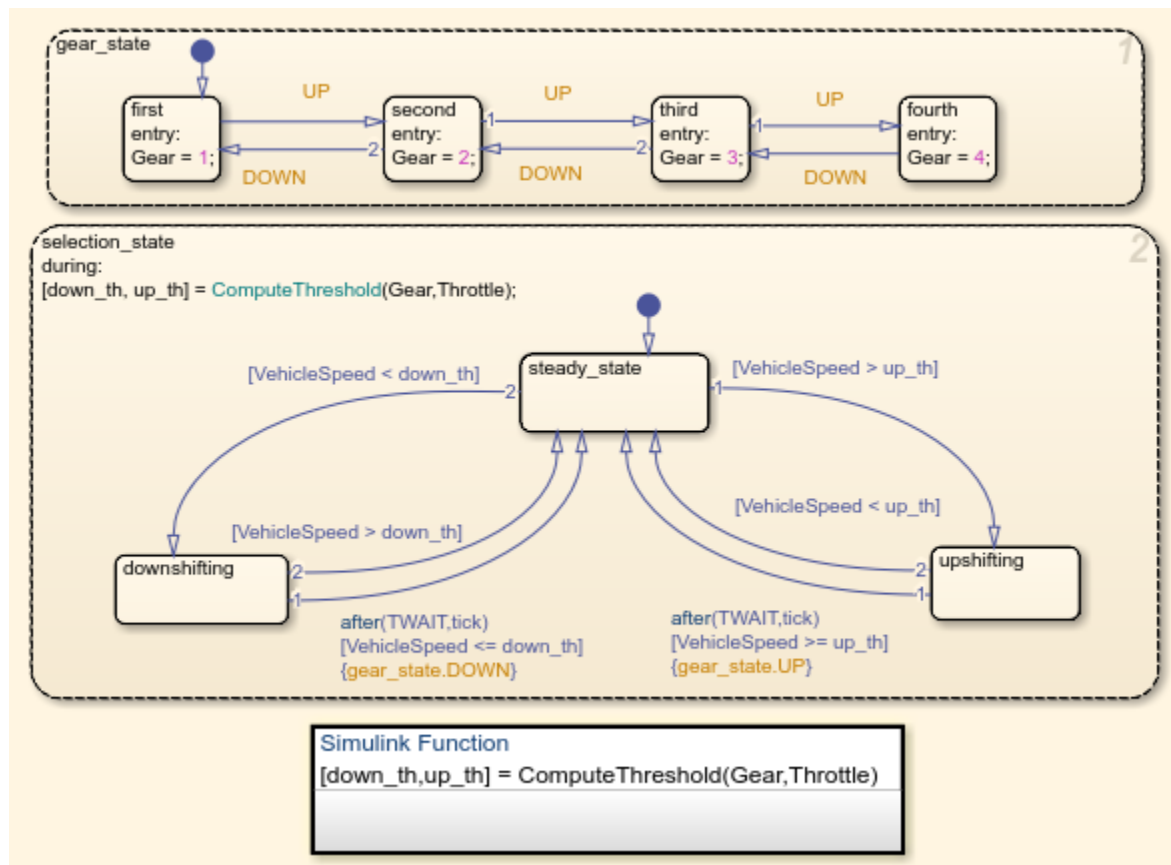 gear_state
1
UP
UP
UP
first
entry:
Gear = 1;
second
entry:
Gear = 2;
third
entry:
Gear = 3;
fourth
entry:
Gear = 4;
1
2
1
2
1
DOWN
DOWN
DOWN
selection_state
during:
[down_th, up_th] = ComputeThreshold(Gear,Throttle);
2
steady_state
[VehicleSpeed < down_th]
2
1
[VehicleSpeed > up_th]
[VehicleSpeed > down_th]
[VehicleSpeed < up_th]
downshifting
2
1
upshifting
2
1
after(TWAIT,tick)
[VehicleSpeed <= down_th]
{gear_state.DOWN}
after(TWAIT,tick)
[VehicleSpeed >= up_th]
{gear_state.UP}
Simulink Function
[down_th,up_th] = ComputeThreshold(Gear,Throttle)